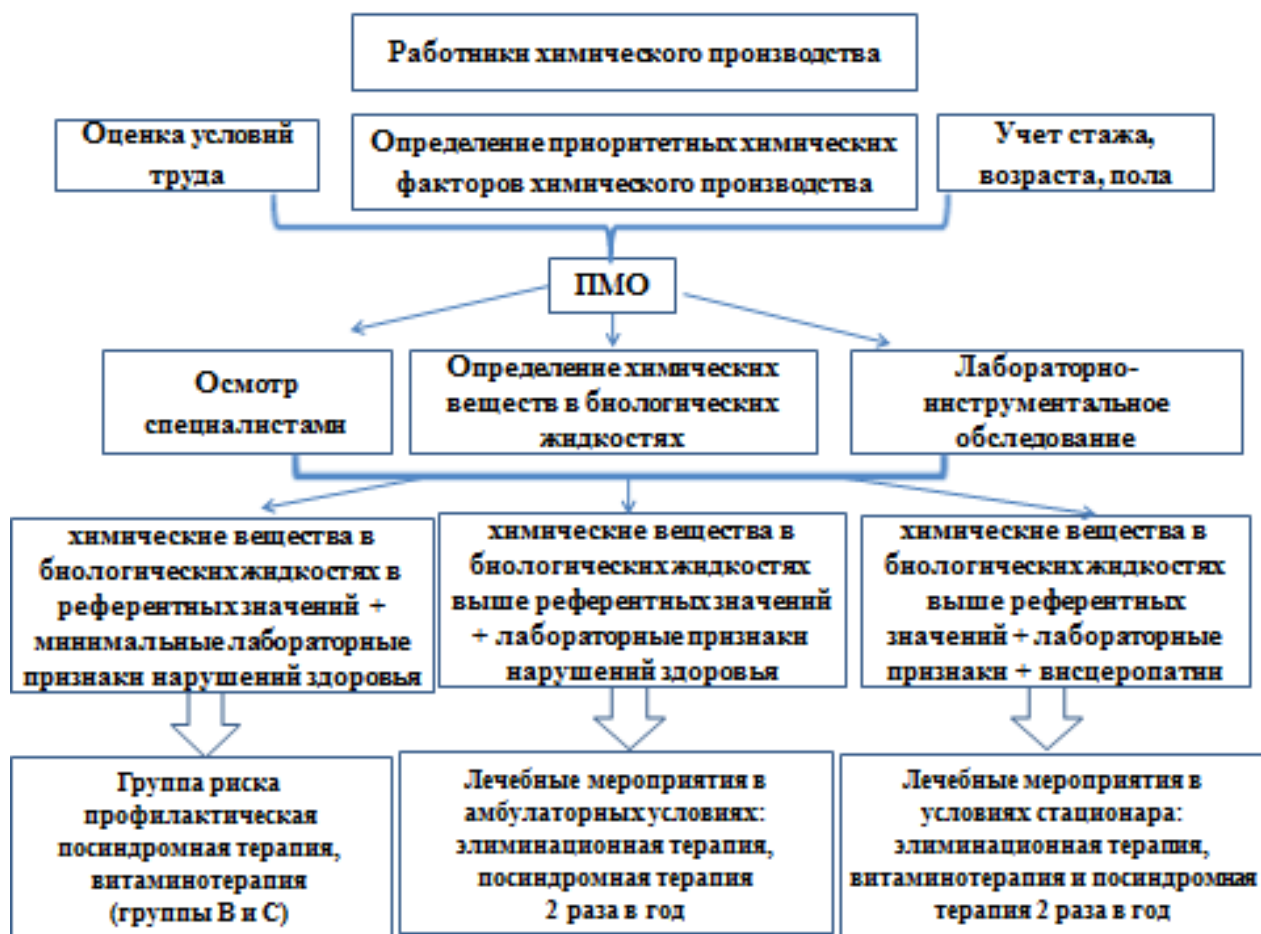 Работники химического производства
Оценка условий
труда
Определение приоритетных химических
факторов химического производства
Учет стажа,
возраста, пола
ПМО
Осмотр
специалистами
Определение химических
веществ в биологических
жидкостях
Лабораторно-
инструментальное
обследование
химические вещества в
биологических жидкостях в
референтных значений +
минимальные лабораторные
признаки нарушений здоровья
химические вещества в
биологических жидкостях
выше референтных значений
+ лабораторные признаки
нарушений здоровья
химические вещества в
биологических жидкостях
выше референтных
значений + лабораторные
признаки + висцеропатии
Группа риска
профилактическая
посиндромная терапия,
витаминотерапия
(группы В и С)
Лечебные мероприятия в
амбулаторных условиях:
элиминационная терапия,
посиндромная терапия
2 раза в год
Лечебные мероприятия в
условиях стационара:
элиминационная терапия,
витаминотерапия и посиндромная
терапия 2 раза в год